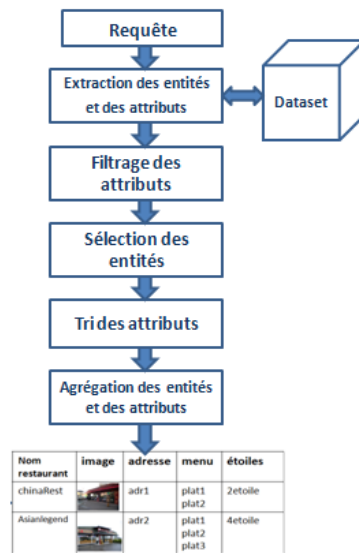 Requête
Extraction des entités
et des attributs
Dataset
Filtrage des
attributs
Sélection des
entités
Tri des attributs
Agrégation des entités
et des attributs
Nom
restaurant
image
adresse
menu
étoiles
chinaRest
adr1
plat1
plat2
2etoile
Asianlegend
adr2
plat1
plat2
plat3
4etoile